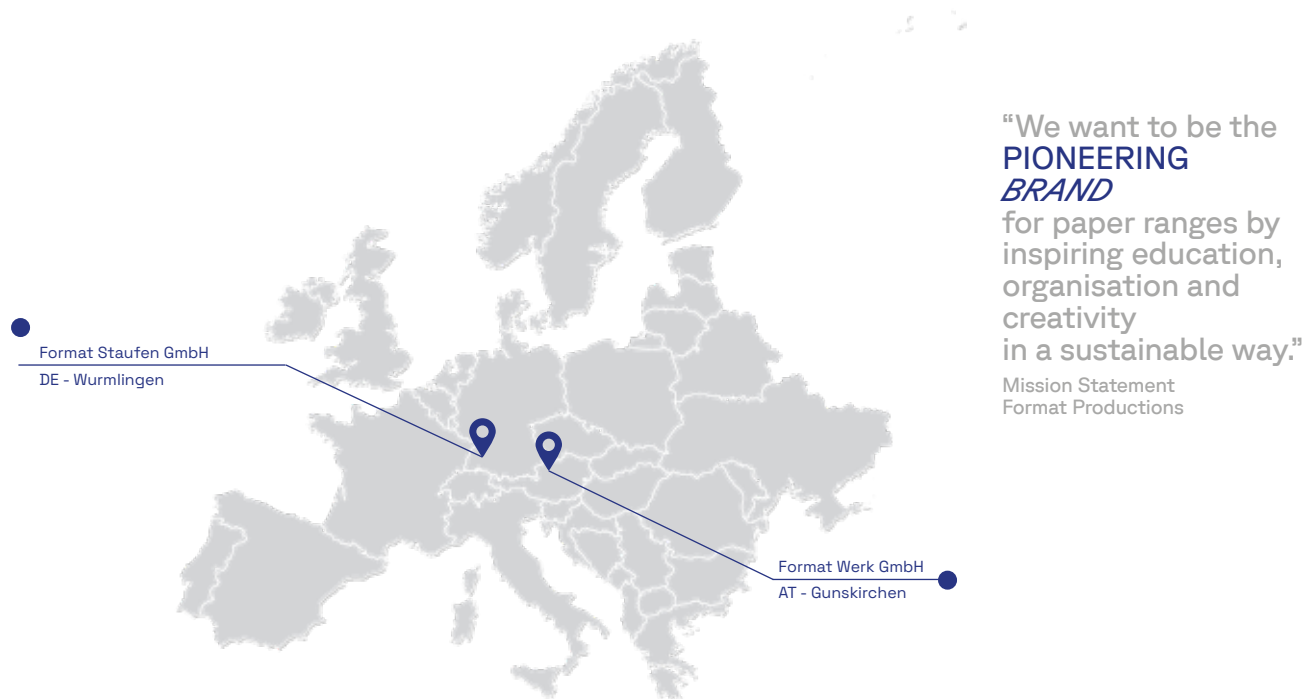 “We want to be the
PIONEERING
BRAND
for paper ranges by
inspiring education,
organisation and
creativity
in a sustainable way.”
Mission Statement
Format Productions
Format Staufen GmbH
DE - Wurmlingen
Format Werk GmbH
AT - Gunskirchen